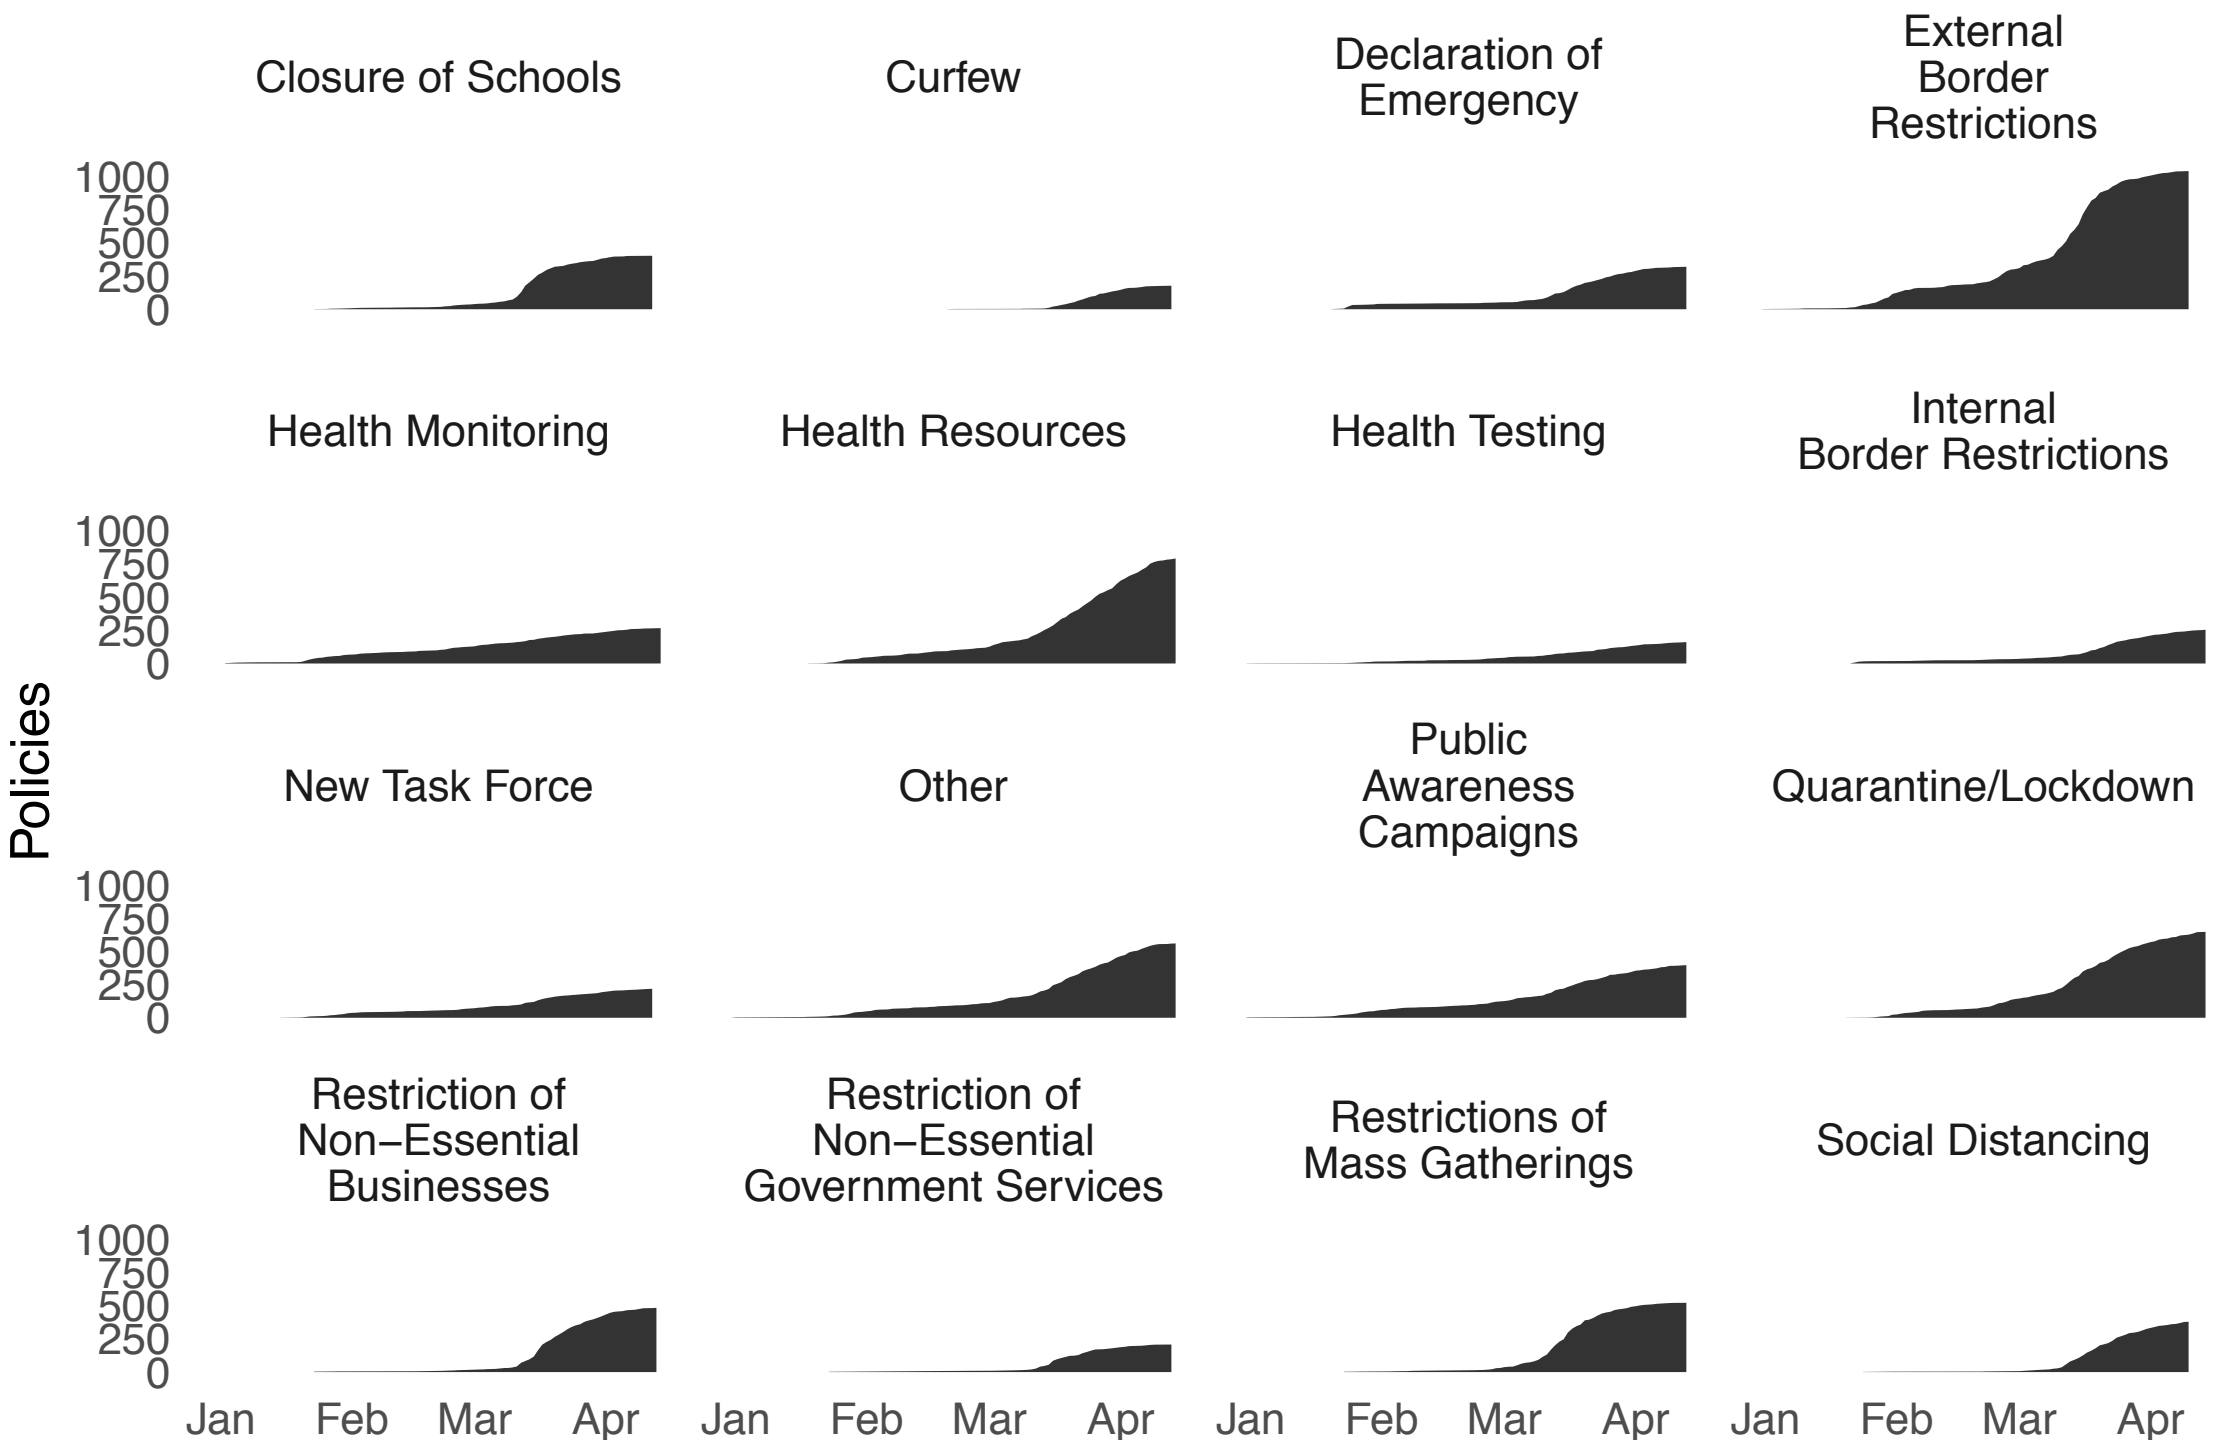 Closure of Schools
Curfew
Declaration of
Emergency
External
Border
Restrictions
1000
750
500
250
0
Health Monitoring
Health Resources
Health Testing
Internal
Border Restrictions
1000
750
500
250
0
Policies
New Task Force
Other
Public
Awareness
Campaigns
Quarantine/Lockdown
1000
750
500
250
0
Restriction of
Non−Essential
Businesses
Restriction of
Non−Essential
Government Services
Restrictions of
Mass Gatherings
Social Distancing
1000
750
500
250
0
Jan Feb Mar Apr Jan Feb Mar Apr Jan Feb Mar Apr Jan Feb Mar Apr